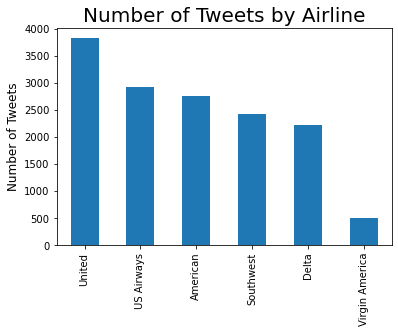 Number of Tweets by Airline
Number of Tweets
4000
3500
3000
2500
2000
1500
1000
500
0
United
US Airways
American
Southwest
Delta
Virgin America